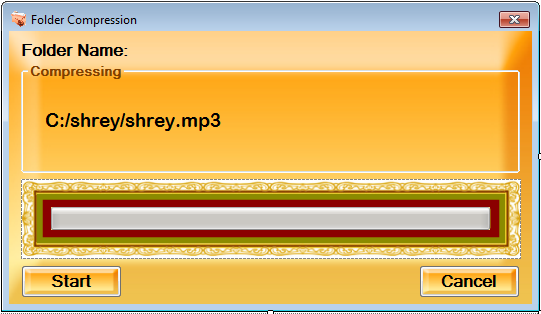 Folder Compression
Folder Name:
Compressing
C:/shrey/shrey.mp3
Start
Cancel